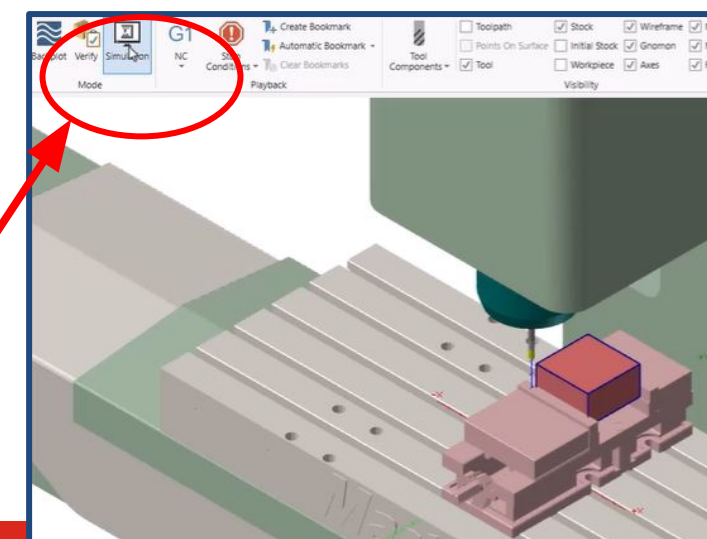 Backplot Verify Simulation
Mode
G1
NC
Stop
Conditions
Create Bookmark
Automatic Bookmark
Clear Bookmarks
Playback
Tool
Components
Toolpath
Points On Surface
Tool
Stock
Initial Stock
Workpiece
Wireframe
Gnomon
Axes
Visibility
-X
+X